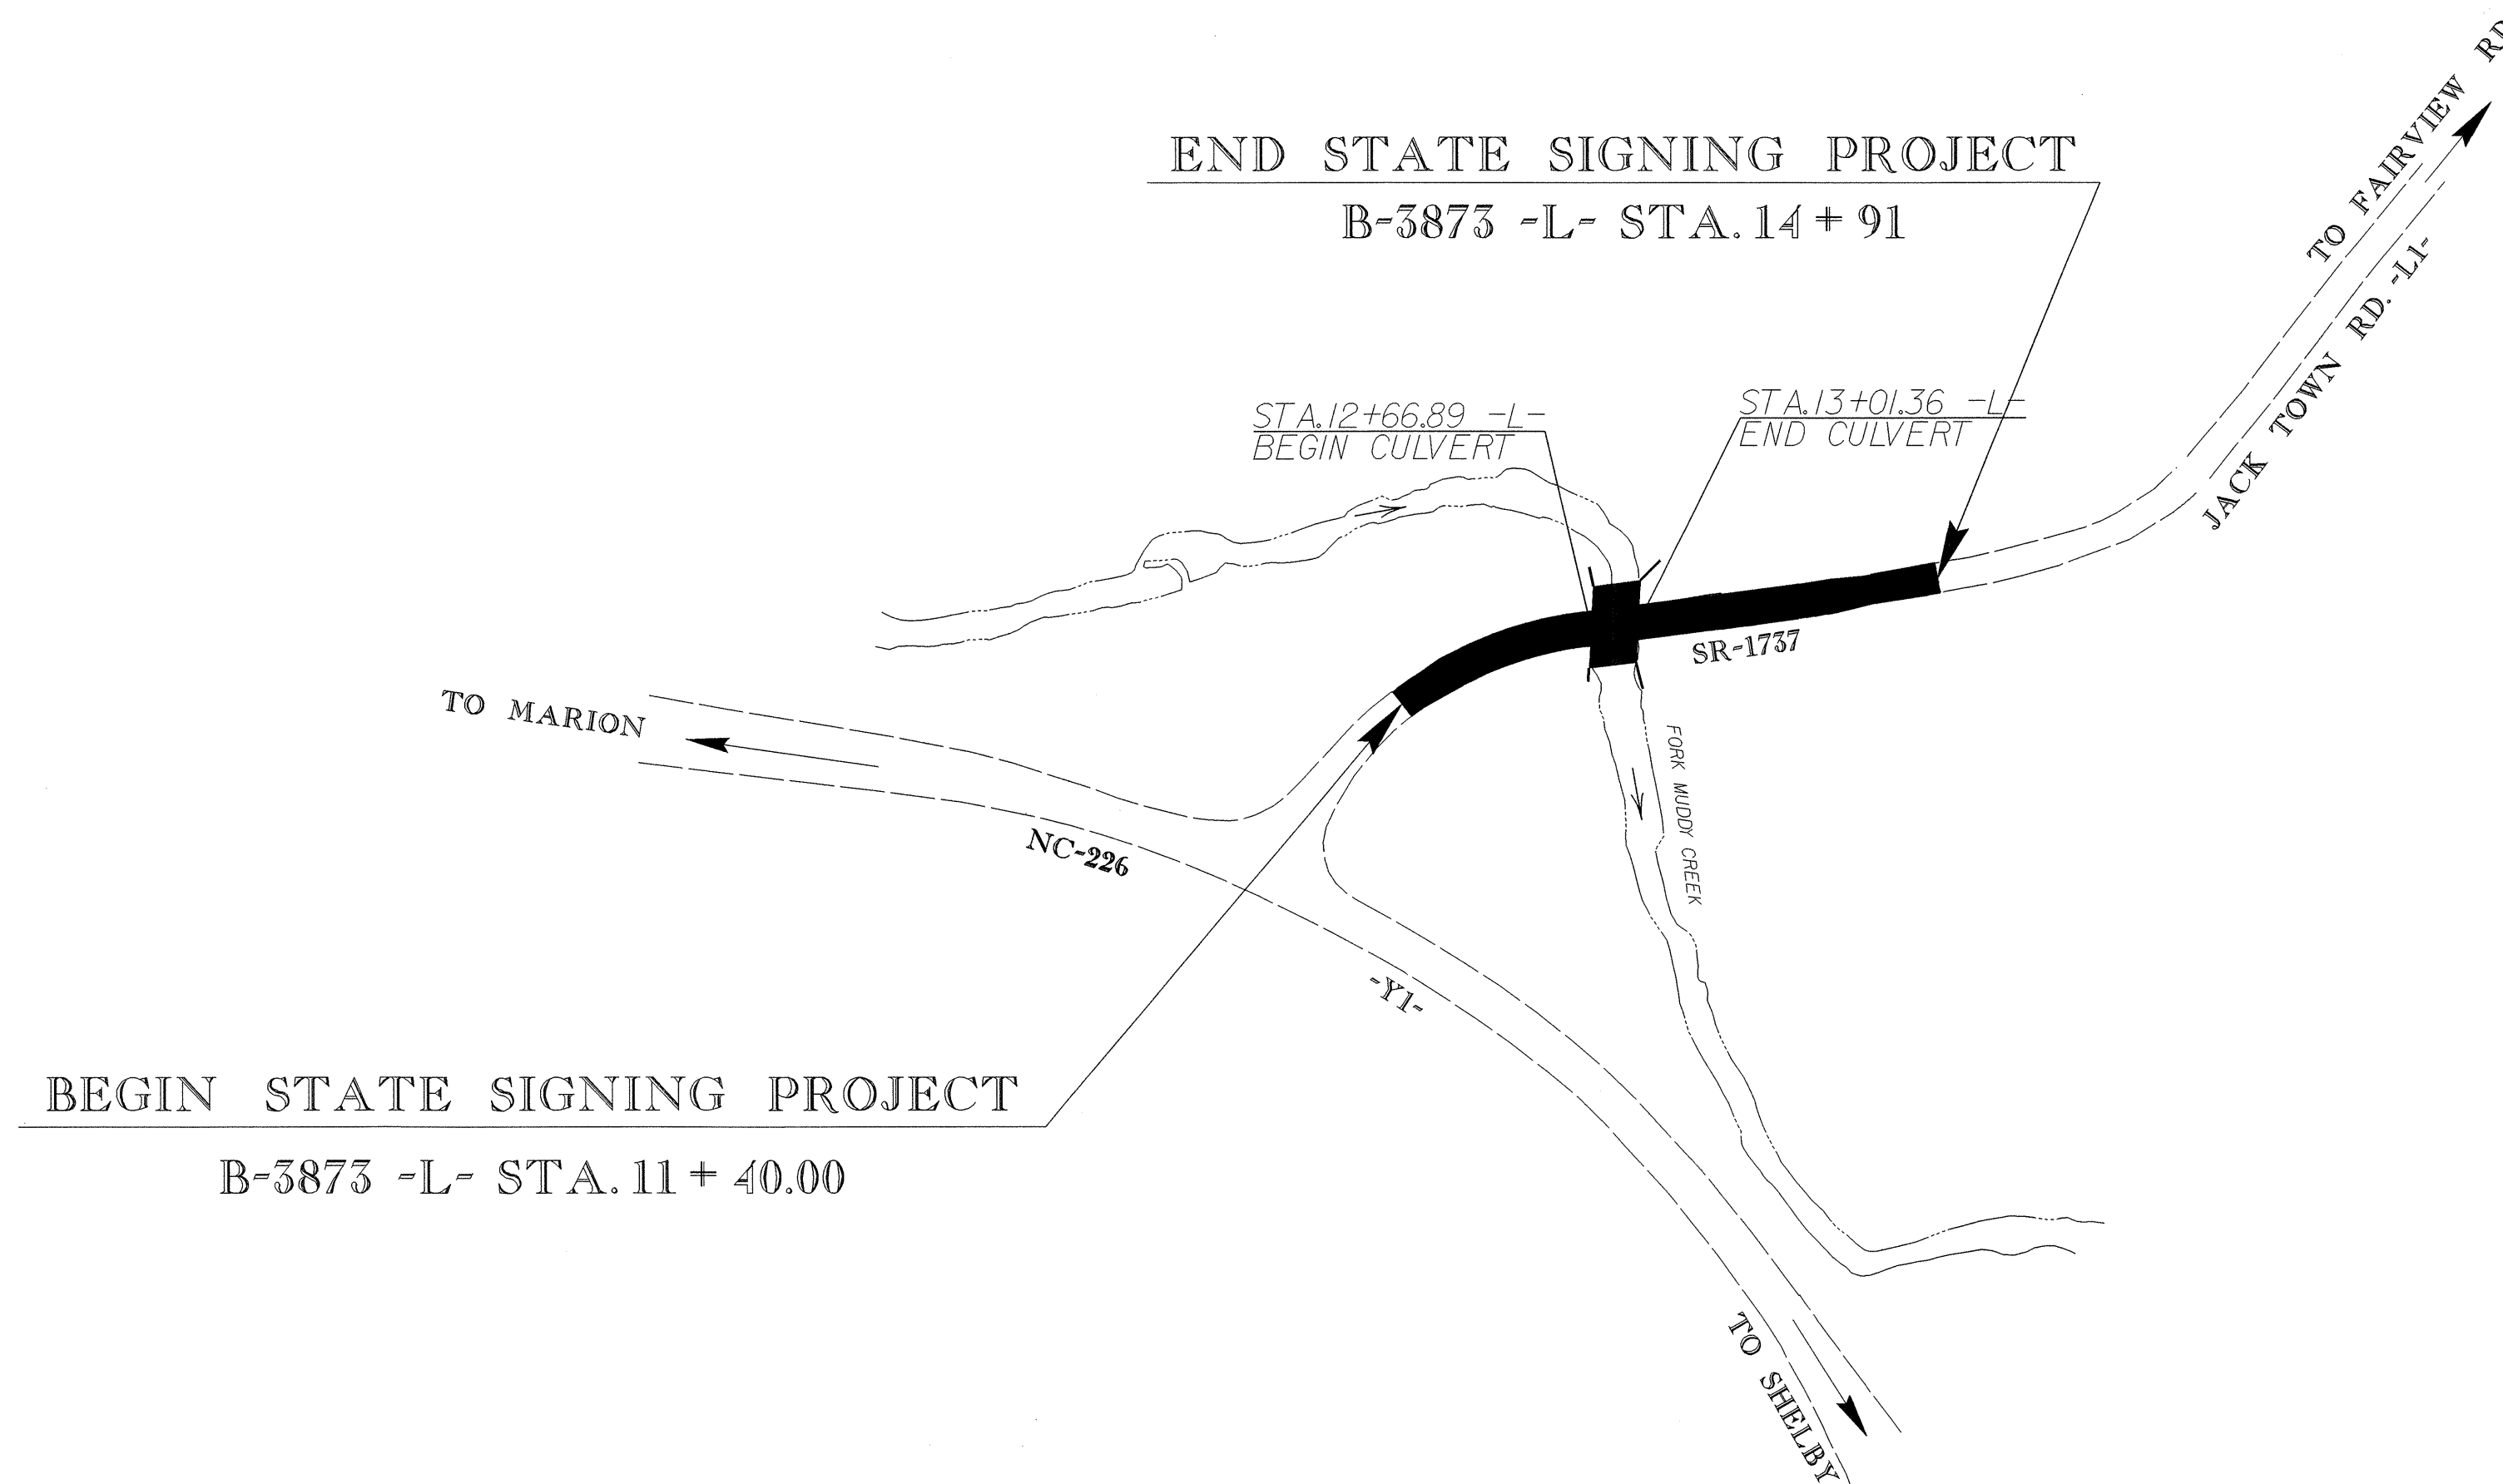 TO FAIRVIEW RD
END STATE SIGNING PROJECT
B-3873 -L- STA. 14 + 91
JACK TOWN RD. -L1-
STA.12+66.89 -L-
BEGIN CULVERT
STA.13+01.36 -L-
END CULVERT
SR-1737
TO MARION
FORK MUDDY CREEK
NC-226
-Y1-
BEGIN STATE SIGNING PROJECT
B-3873 -L- STA. 11 + 40.00
TO SHELBY